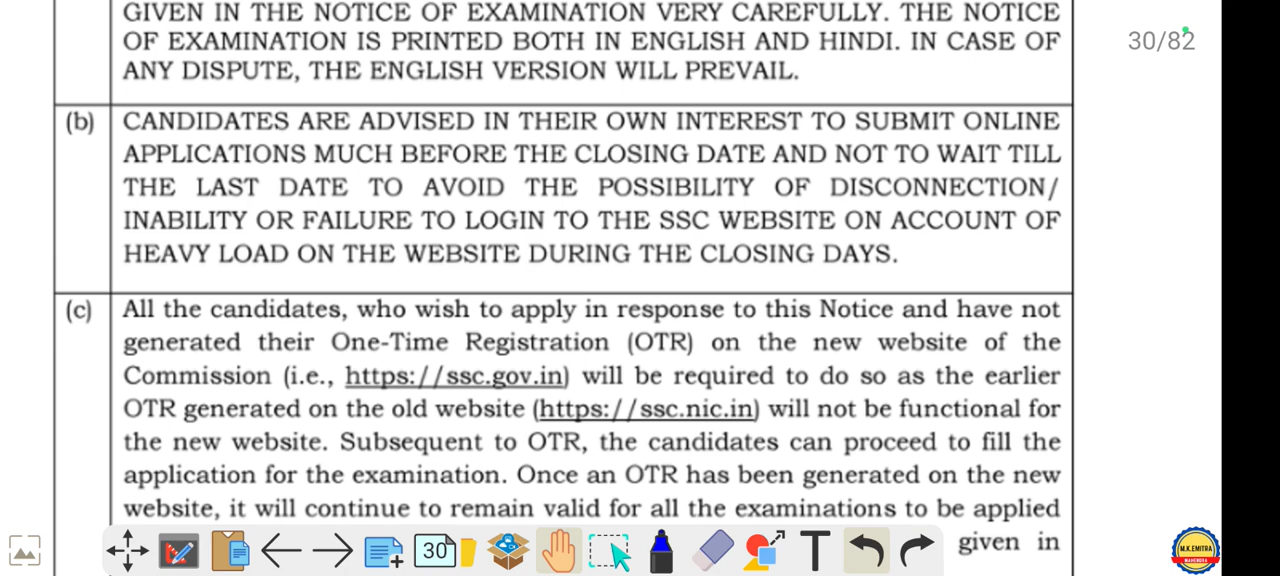 GIVEN IN THE NOTICE OF EXAMINATION VERY CAREFULLY. THE NOTICE
OF EXAMINATION IS PRINTED BOTH IN ENGLISH AND HINDI. IN CASE OF
ANY DISPUTE, THE ENGLISH VERSION WILL PREVAIL.
30/82
(b) CANDIDATES ARE ADVISED IN THEIR OWN INTEREST TO SUBMIT ONLINE
APPLICATIONS MUCH BEFORE THE CLOSING DATE AND NOT TO WAIT TILL
THE LAST DATE TO AVOID THE POSSIBILITY OF DISCONNECTION/
INABILITY OR FAILURE TO LOGIN TO THE SSC WEBSITE ON ACCOUNT OF
HEAVY LOAD ON THE WEBSITE DURING THE CLOSING DAYS.
(c) All the candidates, who wish to apply in response to this Notice and have not
generated their One-Time Registration (OTR) on the new website of the
Commission (i.e., https://ssc.gov.in) will be required to do so as the earlier
OTR generated on the old website (https://ssc.nic.in) will not be functional for
the new website. Subsequent to OTR, the candidates can proceed to fill the
application for the examination. Once an OTR has been generated on the new
website, it will continue to remain valid for all the examinations to be applied
given in
30
T
M.K.EMITRA